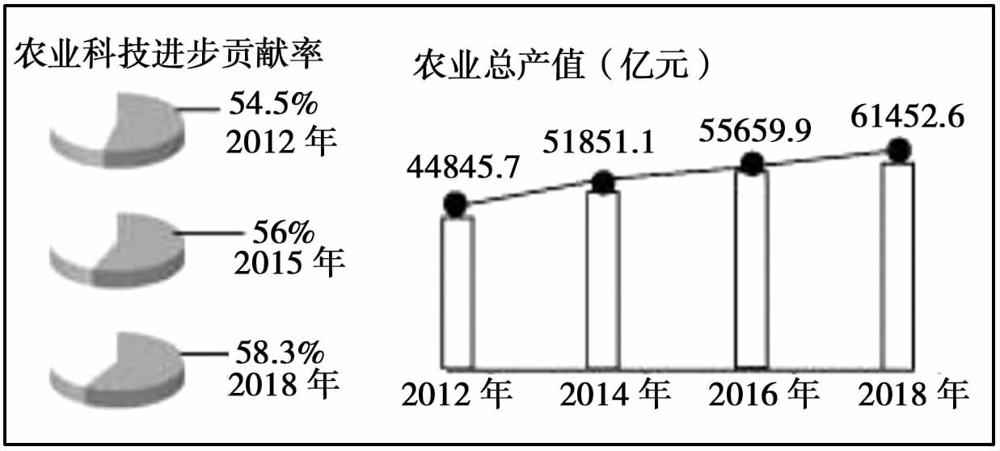 农业科技进步贡献率
54.5%
2012 年
56%
2015 年
58.3%
2018 年
农业总产值（亿元）
44845.7
51851.1
55659.9
61452.6
2012 年
2014 年
2016 年
2018 年